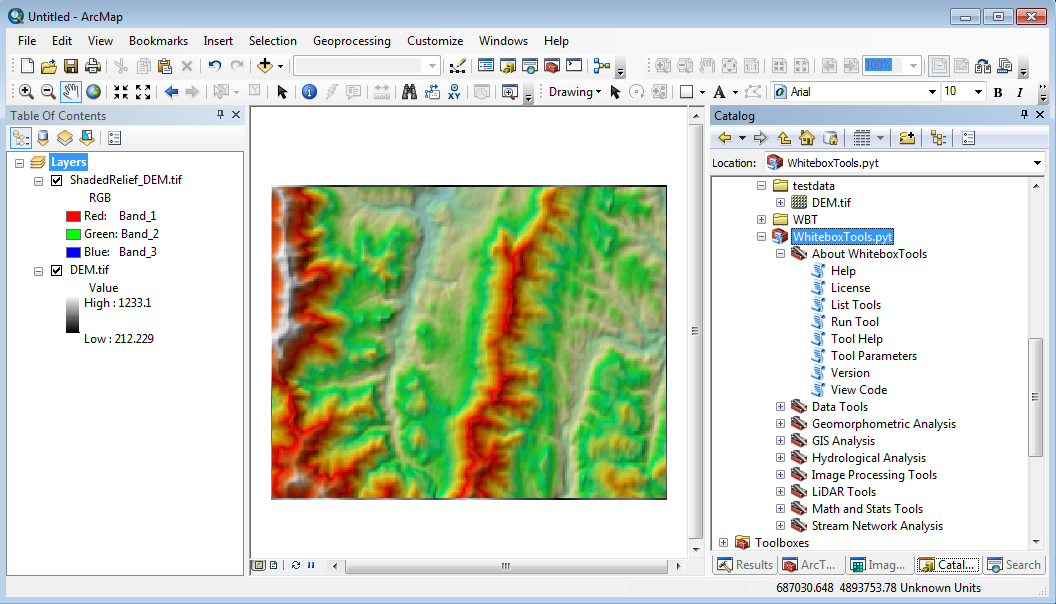 Untitled - ArcMap
File Edit View Bookmarks Insert Selection Geoprocessing Customize Windows Help
100%
Drawing A Arial 10 B I
Table Of Contents
Layers
ShadedRelief_DEM.tif
RGB
Red: Band_1
Green: Band_2
Blue: Band_3
DEM.tif
Value
High : 1233.1
Low : 212.229
Catalog
Location: WhiteboxTools.pyt
testdata
DEM.tif
WBT
WhiteboxTools.pyt
About WhiteboxTools
Help
License
List Tools
Run Tool
Tool Help
Tool Parameters
Version
View Code
Data Tools
Geomorphometric Analysis
GIS Analysis
Hydrological Analysis
Image Processing Tools
LiDAR Tools
Math and Stats Tools
Stream Network Analysis
Toolboxes
Results ArcT... Imag... Catal... Search
687030.648 4893753.78 Unknown Units